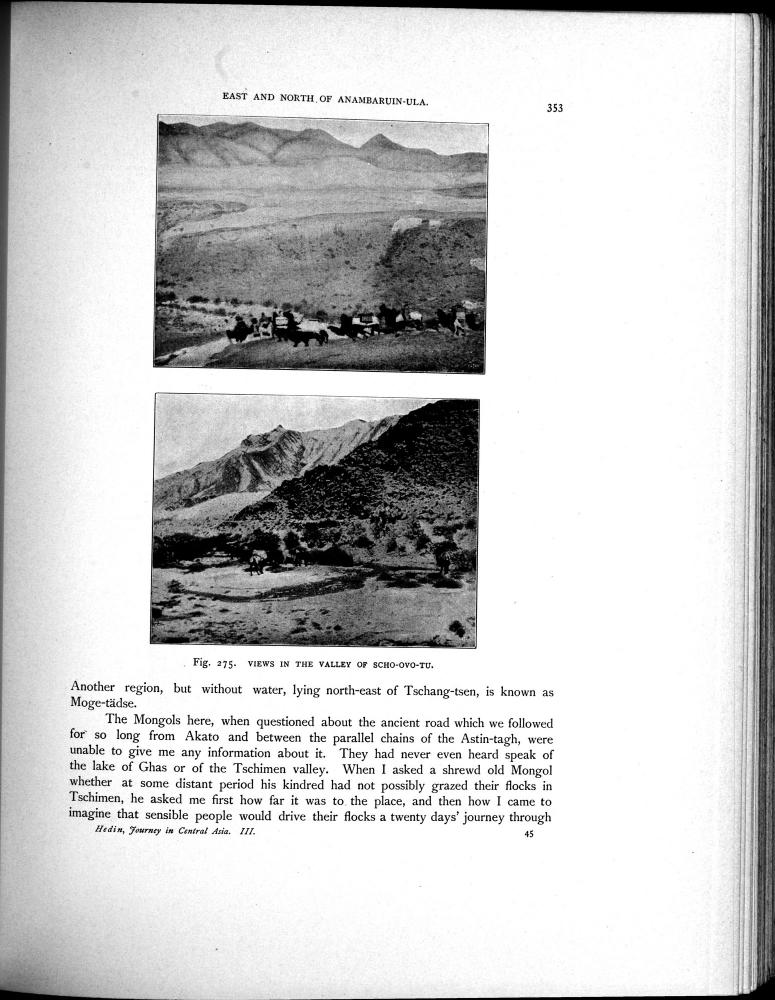 EAST AND NORTH OF ANAMBARUIN-ULA.
353
Fig. 275. VIEWS IN THE VALLEY OF SCHO-OVO-TU.
Another region, but without water, lying north-east of Tschang-tsen, is known as
Moge-tädse.
The Mongols here, when questioned about the ancient road which we followed
for so long from Akato and between the parallel chains of the Astin-tagh, were
unable to give me any information about it. They had never even heard speak of
the lake of Ghas or of the Tschimen valley. When I asked a shrewd old Mongol
whether at some distant period his kindred had not possibly grazed their flocks in
Tschimen, he asked me first how far it was to the place, and then how I came to
imagine that sensible people would drive their flocks a twenty days' journey through
Hedin, Journey in Central Asia. III.
45